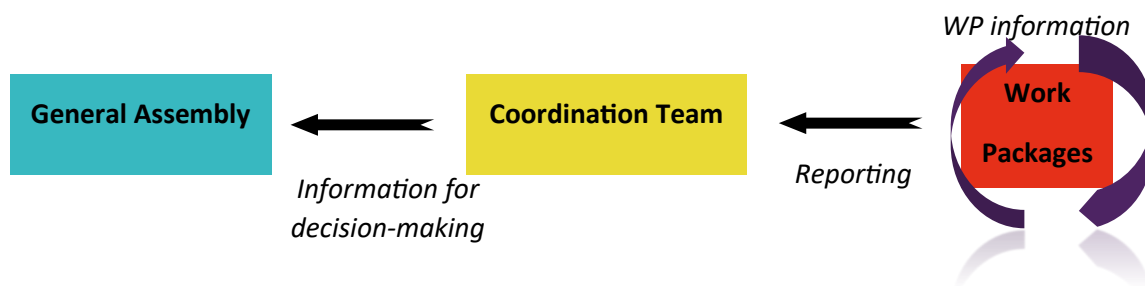 WP information
General Assembly
Coordination Team
Work
Packages
Information for
decision-making
Reporting